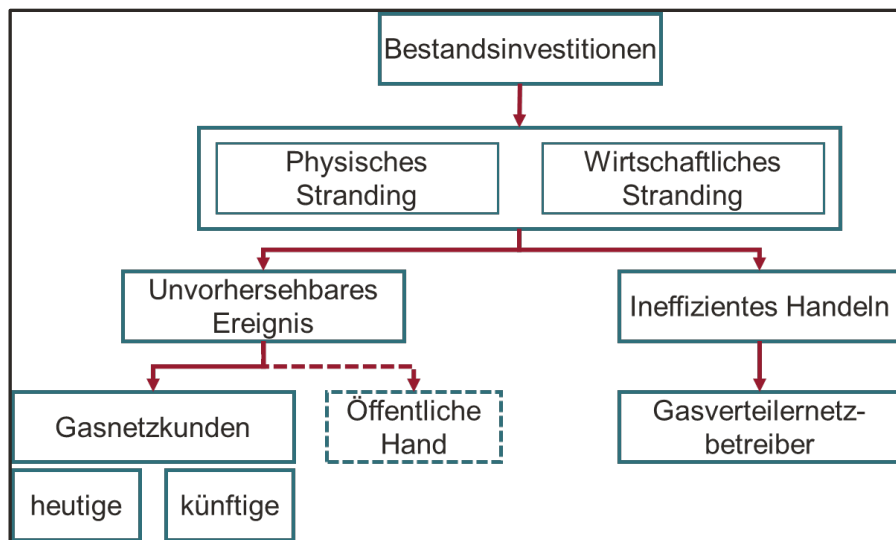 Bestandsinvestitionen
Physisches
Stranding
Wirtschaftliches
Stranding
Unvorhersehbares
Ereignis
Ineffizientes Handeln
Gasnetzkunden
Öffentliche
Hand
Gasverteilernetz-
betreiber
heutige
künftige